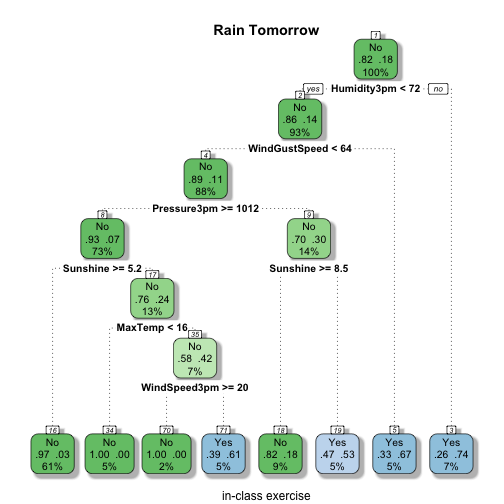 Rain Tomorrow
1
No
.82 .18
100%
yes Humidity3pm < 72 no
2
No
.86 .14
93%
WindGustSpeed < 64
4
No
.89 .11
88%
Pressure3pm >= 1012
8
No
.93 .07
73%
9
No
.70 .30
14%
Sunshine >= 5.2
Sunshine >= 8.5
17
No
.76 .24
13%
MaxTemp < 16
35
No
.58 .42
7%
WindSpeed3pm >= 20
16
No
.97 .03
61%
34
No
1.00 .00
5%
70
No
1.00 .00
2%
71
Yes
.39 .61
5%
18
No
.82 .18
9%
19
Yes
.47 .53
5%
5
Yes
.33 .67
5%
3
Yes
.26 .74
7%
in-class exercise